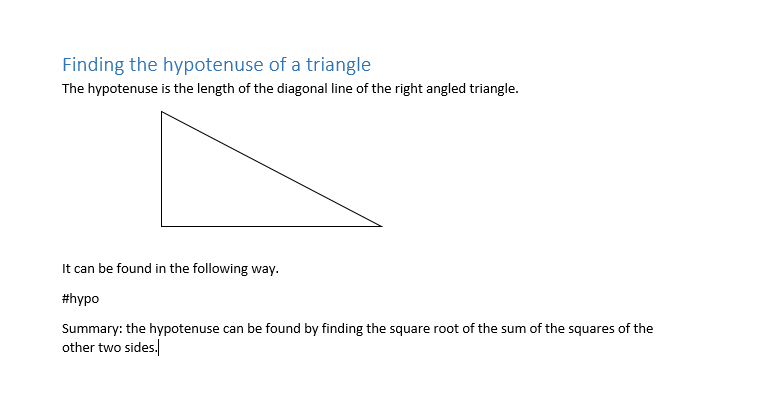 Finding the hypotenuse of a triangle
The hypotenuse is the length of the diagonal line of the right angled triangle.
It can be found in the following way.
#hypo
Summary: the hypotenuse can be found by finding the square root of the sum of the squares of the
other two sides.